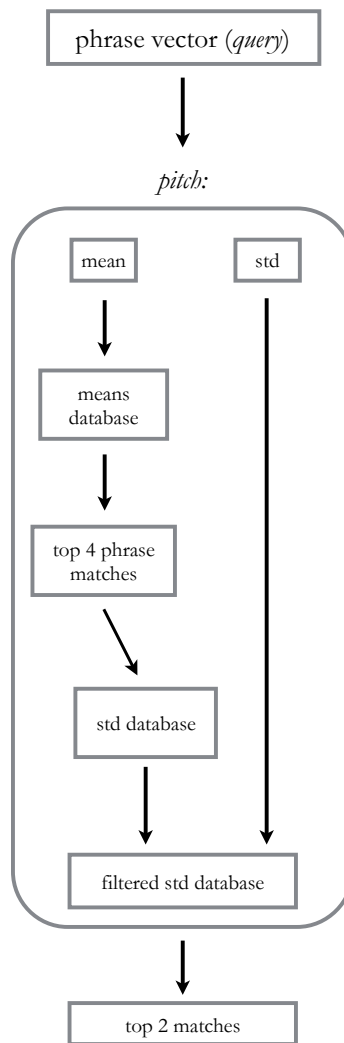 phrase vector (query)
pitch:
mean
std
means
database
top 4 phrase
matches
std database
filtered std database
top 2 matches